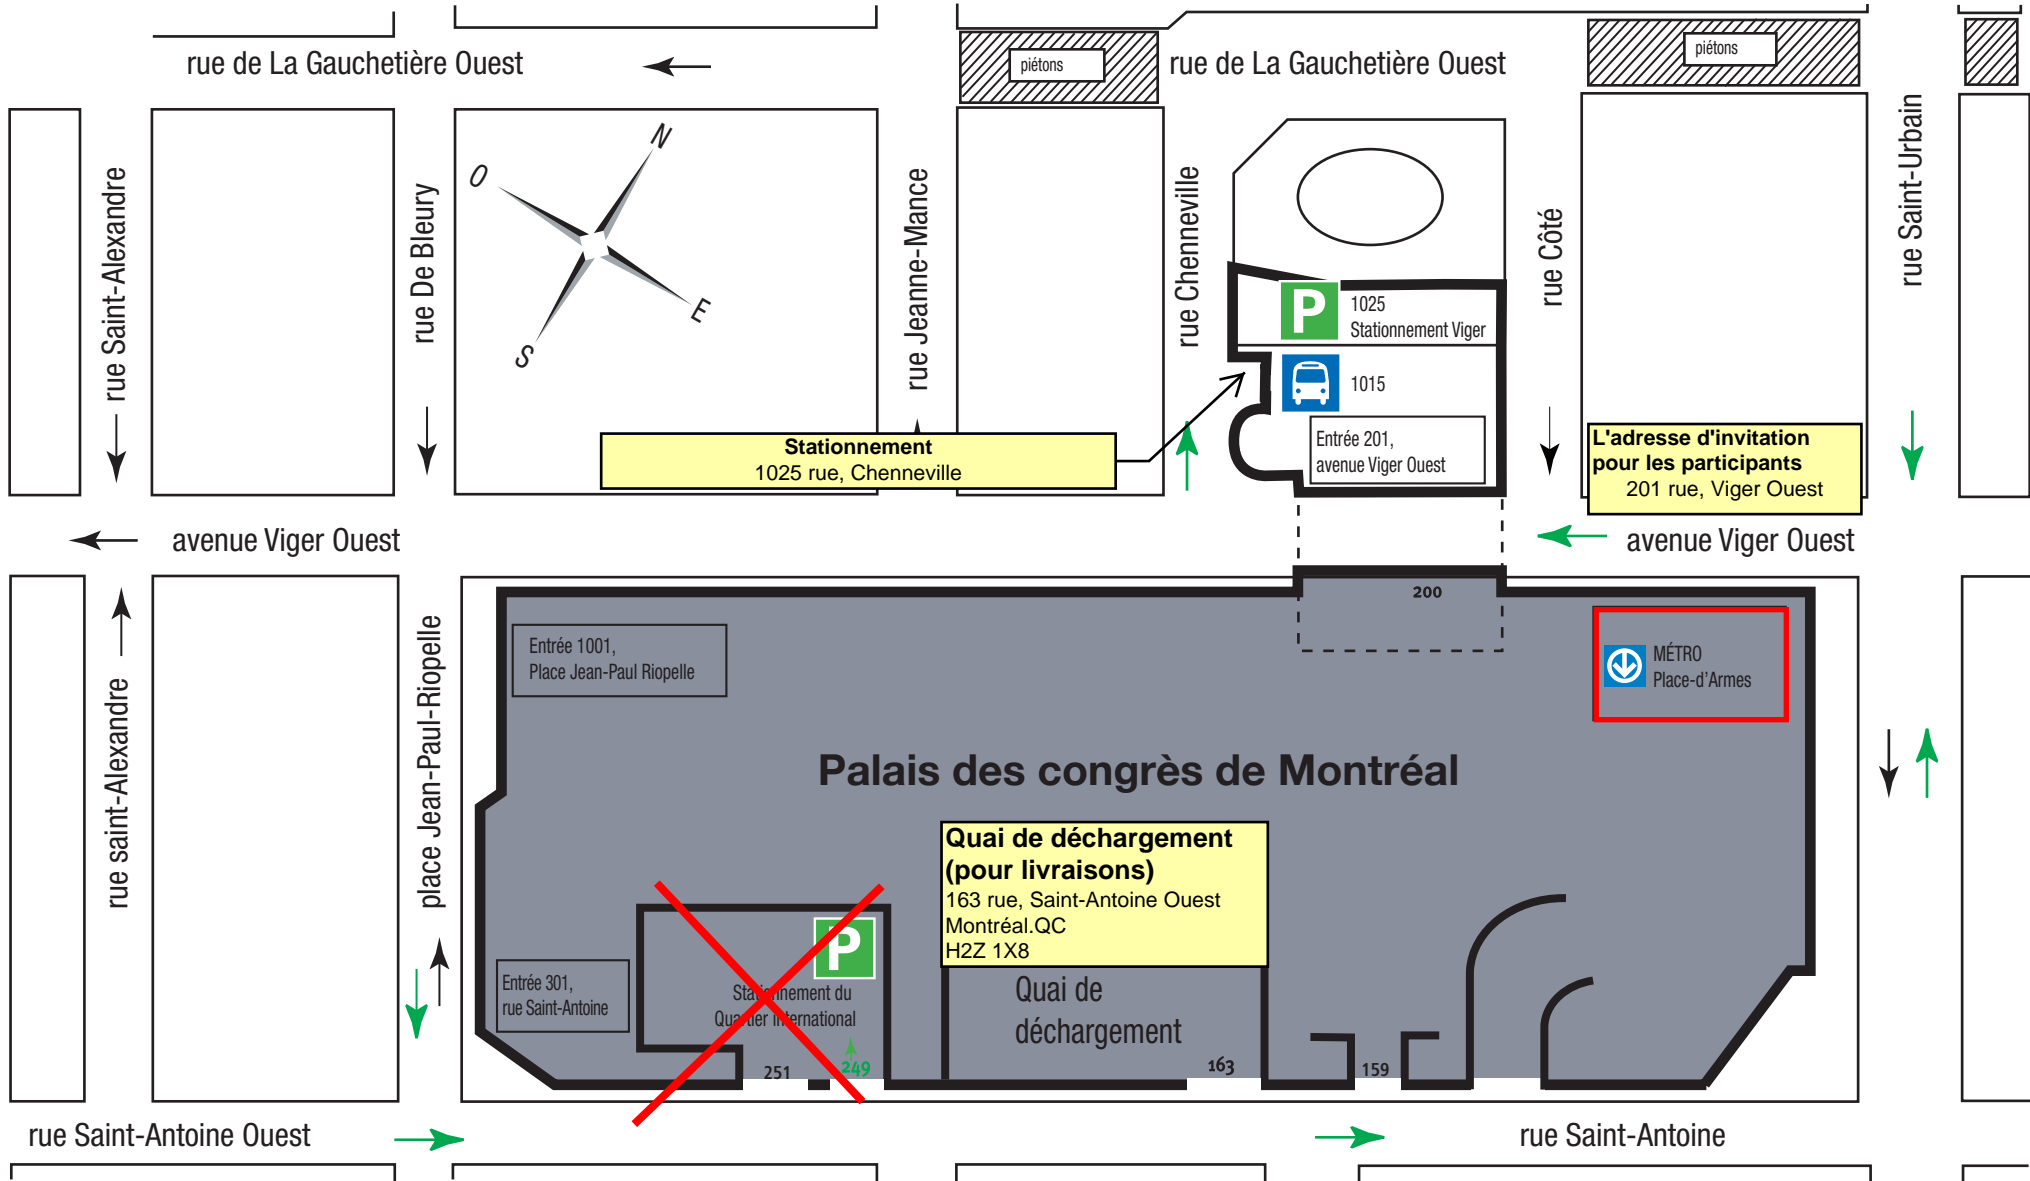 rue de La Gauchetière Ouest
piétons
rue de La Gauchetière Ouest
piétons
rue Saint-Alexandre
rue De Bleury
N
O
E
S
rue Jeanne-Mance
rue Chenneville
rue Côté
rue Saint-Urbain
P
1025
Stationnement Viger
1015
Entrée 201,
avenue Viger Ouest
Stationnement
1025 rue, Chenneville
L'adresse d'invitation
pour les participants
201 rue, Viger Ouest
avenue Viger Ouest
avenue Viger Ouest
200
Entrée 1001,
Place Jean-Paul Riopelle
MÉTRO
Place-d'Armes
rue saint-Alexandre
place Jean-Paul-Riopelle
Palais des congrès de Montréal
Quai de déchargement
(pour livraisons)
163 rue, Saint-Antoine Ouest
Montréal.QC
H2Z 1X8
P
Stationnement du
Quartier international
Entrée 301,
rue Saint-Antoine
Quai de
déchargement
251
249
163
159
rue Saint-Antoine Ouest
rue Saint-Antoine